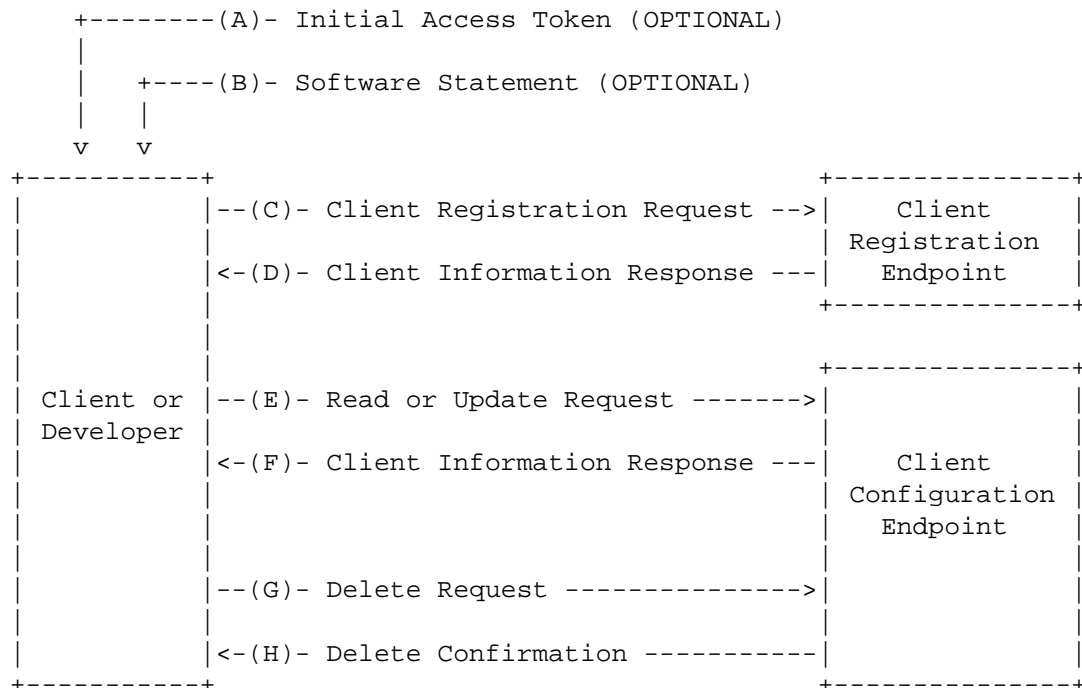 (A)- Initial Access Token (OPTIONAL)
(B)- Software Statement (OPTIONAL)
(C)- Client Registration Request
Client Registration Endpoint
(D)- Client Information Response
Client or Developer
(E)- Read or Update Request
(F)- Client Information Response
Client Configuration Endpoint
(G)- Delete Request
(H)- Delete Confirmation